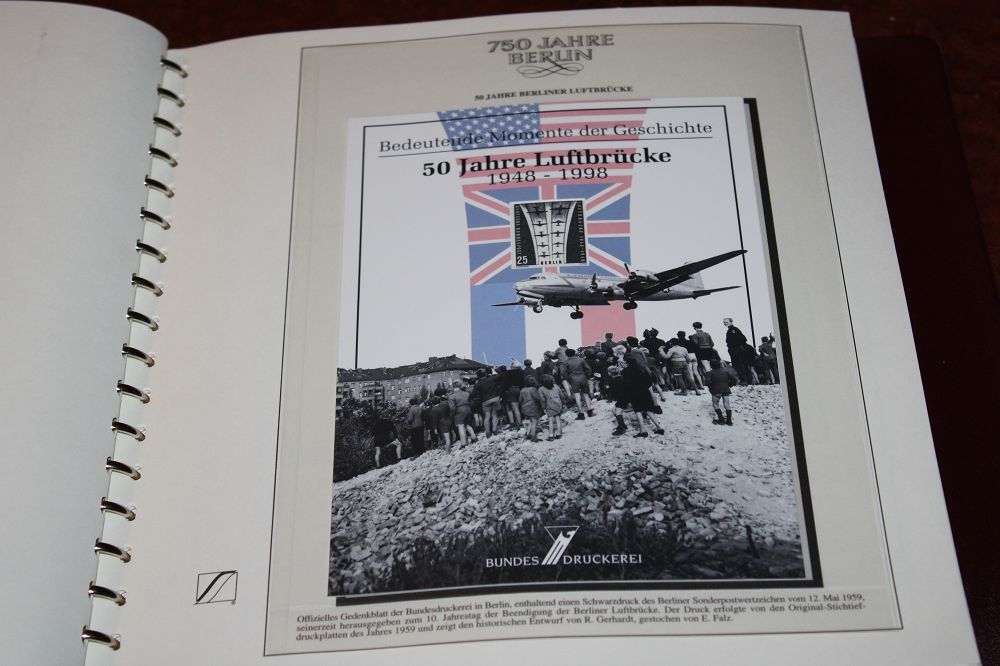 750 JAHRE
BERLIN
50 JAHRE BERLINER LUFTBRÜCKE
Bedeutende Momente der Geschichte
50 Jahre Luftbrücke
1948 - 1998
25
BERLIN
BUNDES DRUCKEREI
Offizielles Gedenkblatt der Bundesdruckerei in Berlin, enthaltend einen Schwarzdruck des Berliner Sonderpostwertzeichen vom 12. Mai 1959,
seinerzeit herausgegeben zum 10. Jahrestag der Beendigung der Berliner Luftbrücke. Der Druck erfolgte von den Original-Stichtief-
druckplatten des Jahres 1959 und zeigt den historischen Entwurf von R. Gerhardt, gestochen von E. Falz.